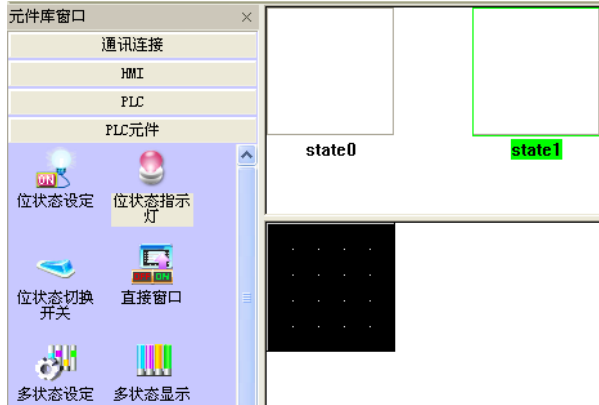 元件库窗口
通讯连接
HMI
PLC
PLC元件
state0
state1
ON
位状态设定
位状态指示
灯
ON
位状态切换
开关
直接窗口
多状态设定
多状态显示